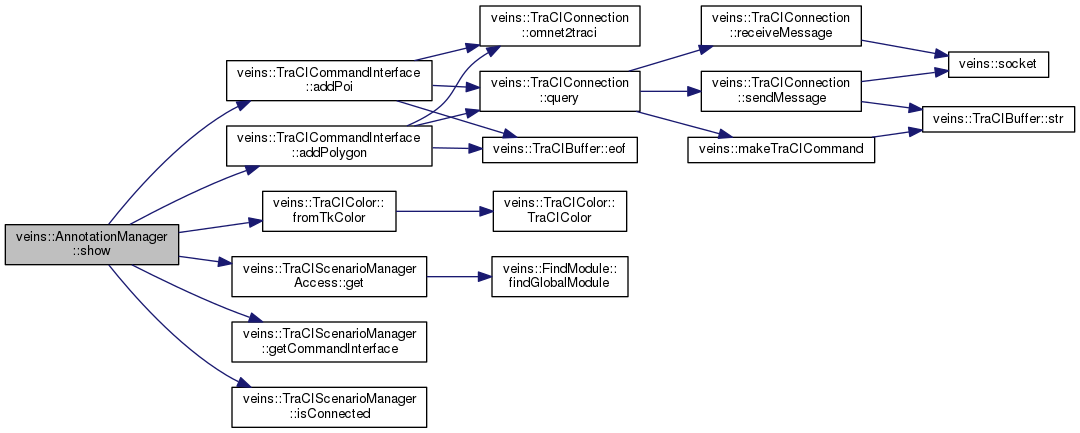 veins::AnnotationManager
::show
veins::TraCICommandInterface
::addPoi
veins::TraCICommandInterface
::addPolygon
veins::TraCIColor::
fromTkColor
veins::TraCIScenarioManager
Access::get
veins::TraCIScenarioManager
::getCommandInterface
veins::TraCIScenarioManager
::isConnected
veins::TraCIConnection
::omnet2traci
veins::TraCIConnection
::query
veins::TraCIBuffer::eof
veins::TraCIColor::
TraCIColor
veins::FindModule::
findGlobalModule
veins::TraCIConnection
::receiveMessage
veins::TraCIConnection
::sendMessage
veins::makeTraCICommand
veins::socket
veins::TraCIBuffer::str